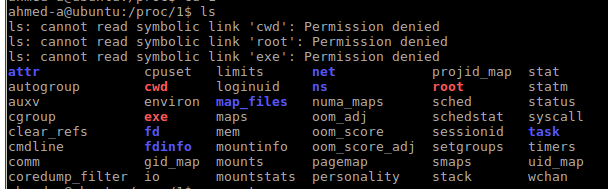 ahmed-a@ubuntu:/proc/1$ ls
ls: cannot read symbolic link 'cwd': Permission denied
ls: cannot read symbolic link 'root': Permission denied
ls: cannot read symbolic link 'exe': Permission denied
attr cpuset limits net projid_map stat
autogroup cwd loginuid ns root statm
auxv environ map_files numa_maps sched status
cgroup exe maps oom_adj schedstat syscall
clear_refs fd mem oom_score sessionid task
cmdline fdinfo mountinfo oom_score_adj setgroups timers
comm gid_map mounts pagemap smaps uid_map
coredump_filter io mountstats personality stack wchan